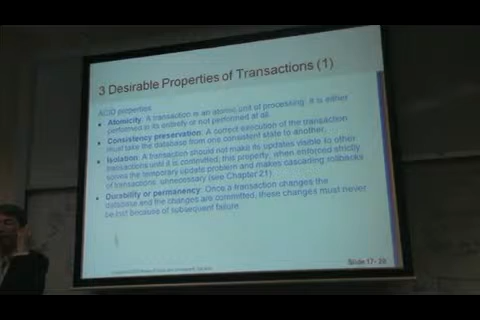 3 Desirable Properties of Transactions (1)
ACID properties:
Atomicity: A transaction is an atomic unit of processing; it is either
performed in its entirety or not performed at all.
Consistency preservation: A correct execution of the transaction
must take the database from one consistent state to another.
Isolation: A transaction should not make its updates visible to other
transactions until it is committed; this property, when enforced strictly,
solves the temporary update problem and makes cascading rollbacks
of transactions unnecessary (see Chapter 21).
Durability or permanency: Once a transaction changes the
database and the changes are committed, these changes must never
be lost because of subsequent failure.
Slide 17-